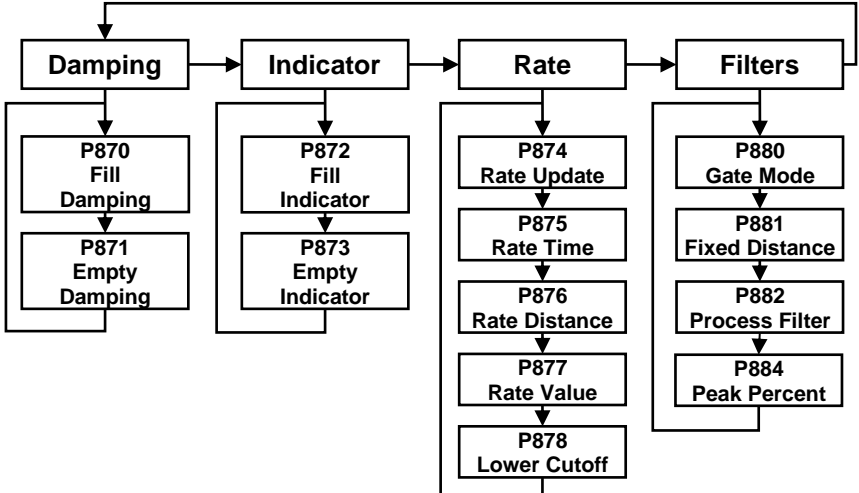 Damping
Indicator
Rate
Filters
P870
Fill
Damping
P871
Empty
Damping
P872
Fill
Indicator
P873
Empty
Indicator
P874
Rate Update
P875
Rate Time
P876
Rate Distance
P877
Rate Value
P878
Lower Cutoff
P880
Gate Mode
P881
Fixed Distance
P882
Process Filter
P884
Peak Percent